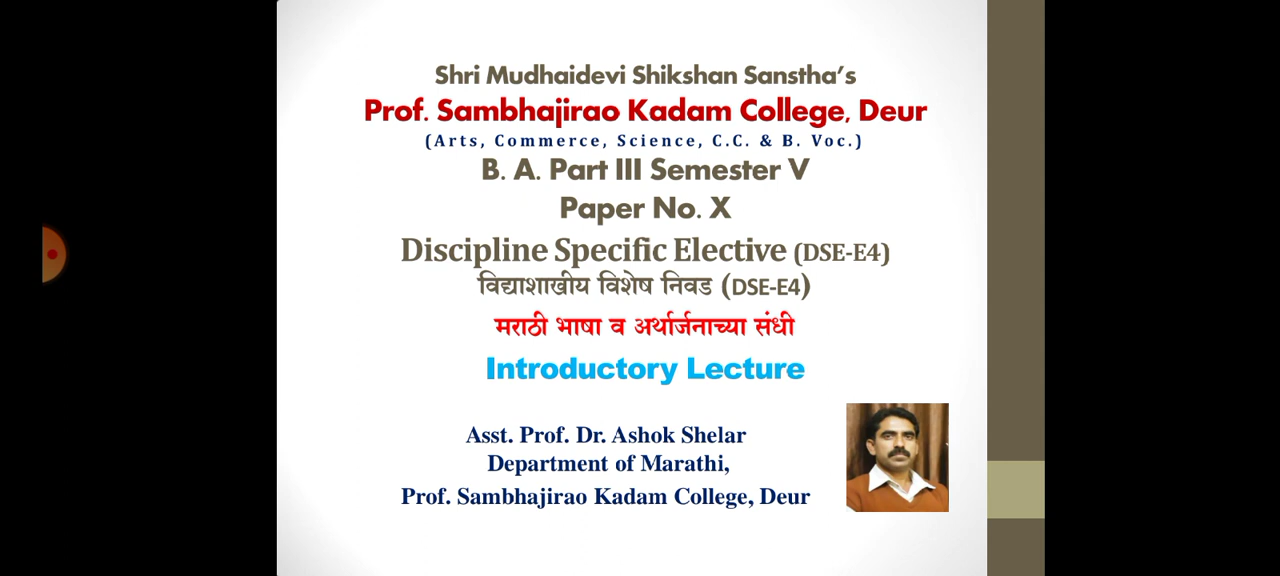 Shri Mudhaidevi Shikshan Sanstha's
Prof. Sambhajirao Kadam College, Deur
(Arts, Commerce, Science, C.C. & B. Voc.)
B. A. Part III Semester V
Paper No. X
Discipline Specific Elective (DSE-E4)
विद्याशाखीय विशेष निवड (DSE-E4)
मराठी भाषा व अर्थार्जनाच्या संधी
Introductory Lecture
Asst. Prof. Dr. Ashok Shelar
Department of Marathi,
Prof. Sambhajirao Kadam College, Deur